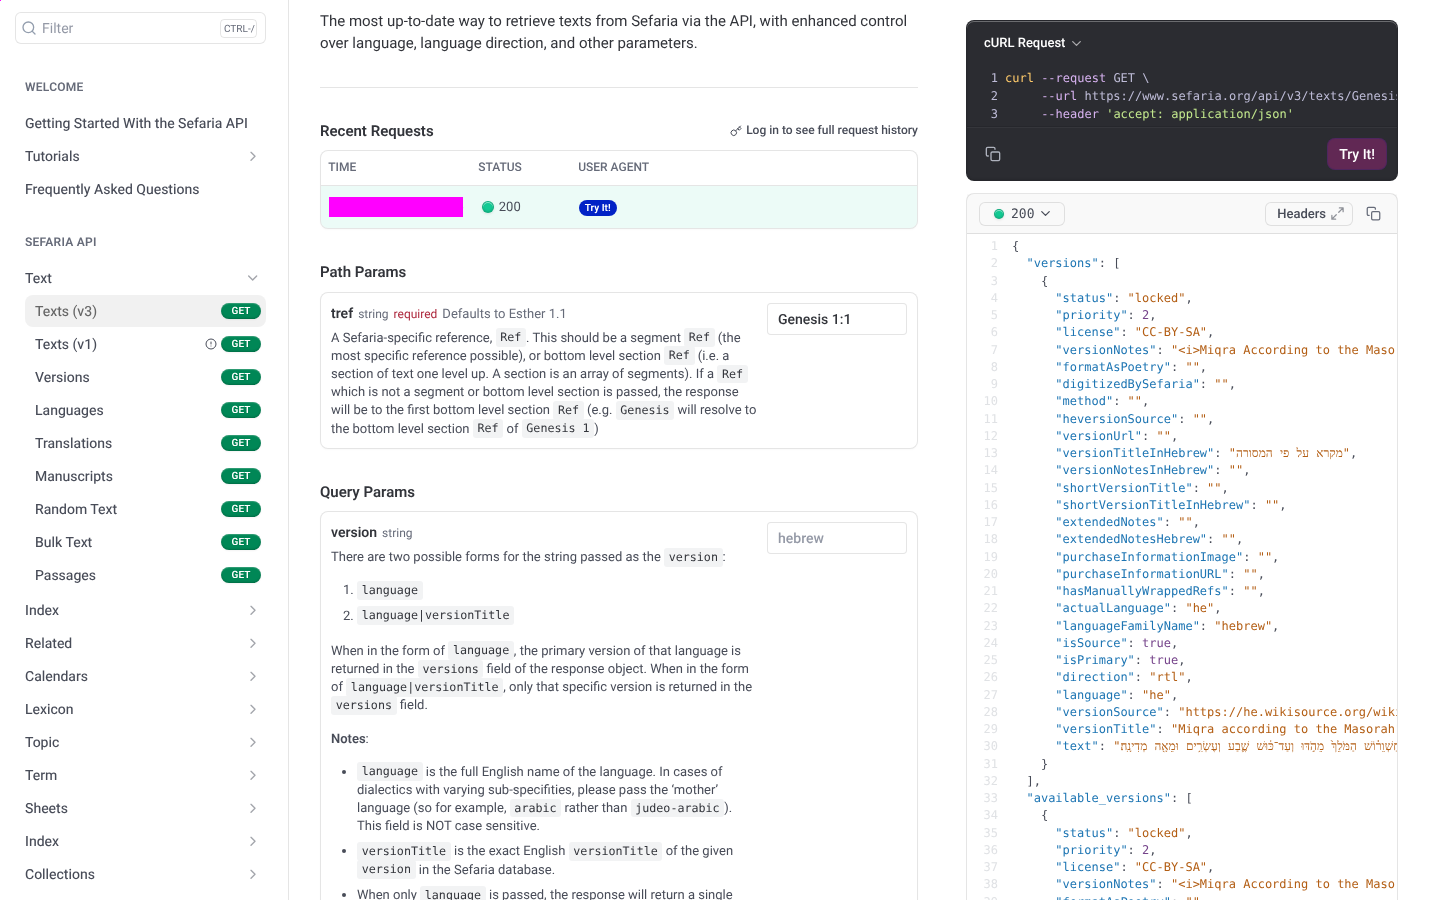 Filter
CTRL-/
WELCOME
Getting Started With the Sefaria API
Tutorials
Frequently Asked Questions
SEFARIA API
Text
Texts (v3) GET
Texts (v1) GET
Versions GET
Languages GET
Translations GET
Manuscripts GET
Random Text GET
Bulk Text GET
Passages GET
Index
Related
Calendars
Lexicon
Topic
Term
Sheets
Index
Collections
The most up-to-date way to retrieve texts from Sefaria via the API, with enhanced control
over language, language direction, and other parameters.
Recent Requests
Log in to see full request history
TIME STATUS USER AGENT
200 Try It!
Path Params
tref string required Defaults to Esther 1.1
A Sefaria-specific reference, Ref . This should be a segment Ref (the
most specific reference possible), or bottom level section Ref (i.e. a
section of text one level up. A section is an array of segments). If a Ref
which is not a segment or bottom level section is passed, the response
will be to the first bottom level section Ref (e.g. Genesis will resolve to
the bottom level section Ref of Genesis 1 )
Genesis 1:1
Query Params
version string
There are two possible forms for the string passed as the version :
hebrew
1. language
2. language|versionTitle
When in the form of language , the primary version of that language is
returned in the versions field of the response object. When in the form
of language|versionTitle , only that specific version is returned in the
versions field.
Notes:
• language is the full English name of the language. In cases of
dialectics with varying sub-specifities, please pass the ‘mother’
language (so for example, arabic rather than judeo-arabic ).
This field is NOT case sensitive.
• versionTitle is the exact English versionTitle of the given
version in the Sefaria database.
• When only language is passed, the response will return a single
cURL Request
1 curl --request GET \
2 --url https://www.sefaria.org/api/v3/texts/Genesis
3 --header 'accept: application/json'
Try It!
200
Headers
1 {
2 "versions": [
3 {
4 "status": "locked",
5 "priority": 2,
6 "license": "CC-BY-SA",
7 "versionNotes": "<i>Miqra According to the Maso
8 "formatAsPoetry": "",
9 "digitizedBySefaria": "",
10 "method": "",
11 "heversionSource": "",
12 "versionUrl": "",
13 "versionTitleInHebrew": "מקרא על פי המסורה",
14 "versionNotesInHebrew": "",
15 "shortVersionTitle": "",
16 "shortVersionTitleInHebrew": "",
17 "extendedNotes": "",
18 "extendedNotesHebrew": "",
19 "purchaseInformationImage": "",
20 "purchaseInformationURL": "",
21 "hasManuallyWrappedRefs": "",
22 "actualLanguage": "he",
23 "languageFamilyName": "hebrew",
24 "isSource": true,
25 "isPrimary": true,
26 "direction": "rtl",
27 "language": "he",
28 "versionSource": "https://he.wikisource.org/wiki
29 "versionTitle": "Miqra according to the Masorah
30 "text": "הַמֹּלֵךְ מֵהֹדּוּ וְעַד־כּוּשׁ שֶׁבַע וְעֶשְׂרִים וּמֵאָה מְדִינָה
31 }
32 ],
33 "available_versions": [
34 {
35 "status": "locked",
36 "priority": 2,
37 "license": "CC-BY-SA",
38 "versionNotes": "<i>Miqra According to the Maso